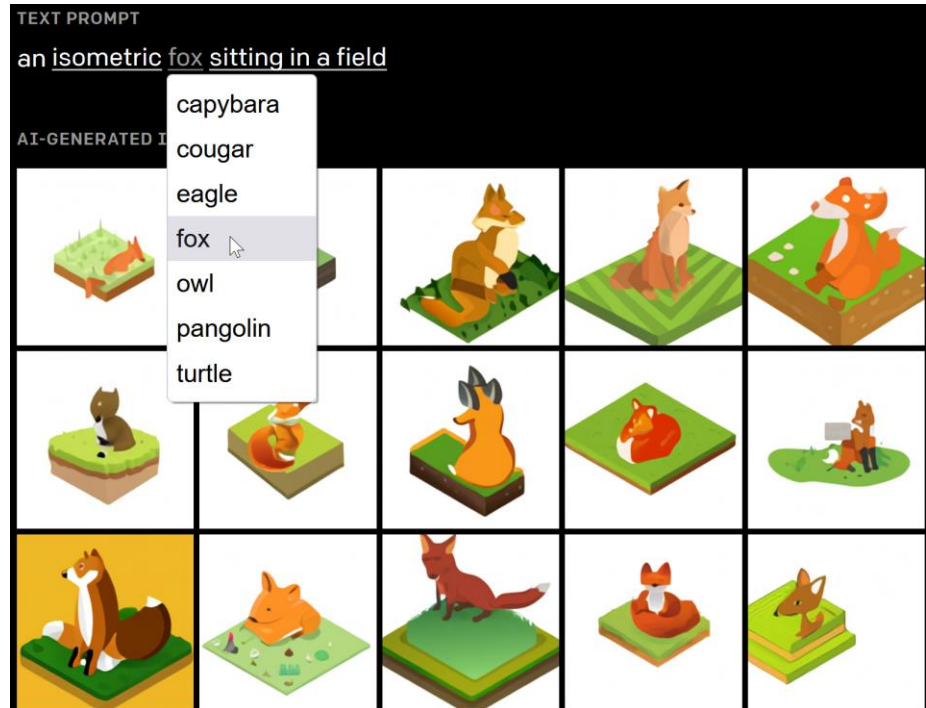 TEXT PROMPT
an isometric fox sitting in a field
capybara
AI-GENERATED I
cougar
eagle
fox
owl
pangolin
turtle